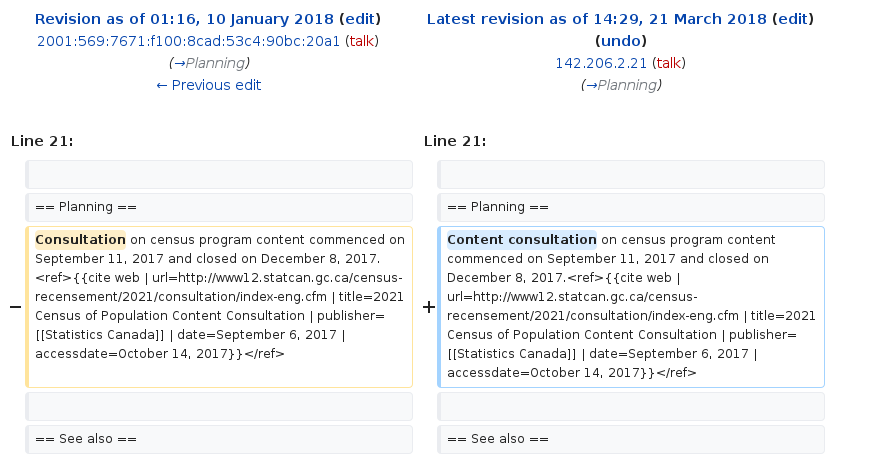 Revision as of 01:16, 10 January 2018 (edit)
2001:569:7671:f100:8cad:53c4:90bc:20a1 (talk)
(→Planning)
← Previous edit
Latest revision as of 14:29, 21 March 2018 (edit)
(undo)
142.206.2.21 (talk)
(→Planning)
Line 21:
Line 21:
== Planning ==
== Planning ==
−
Consultation on census program content commenced on
September 11, 2017 and closed on December 8, 2017.
<ref>{{cite web | url=http://www12.statcan.gc.ca/census-
recensement/2021/consultation/index-eng.cfm | title=2021
Census of Population Content Consultation | publisher=
[[Statistics Canada]] | date=September 6, 2017 |
accessdate=October 14, 2017}}</ref>
+
Content consultation on census program content
commenced on September 11, 2017 and closed on
December 8, 2017.<ref>{{cite web |
url=http://www12.statcan.gc.ca/census-
recensement/2021/consultation/index-eng.cfm | title=2021
Census of Population Content Consultation | publisher=
[[Statistics Canada]] | date=September 6, 2017 |
accessdate=October 14, 2017}}</ref>
== See also ==
== See also ==